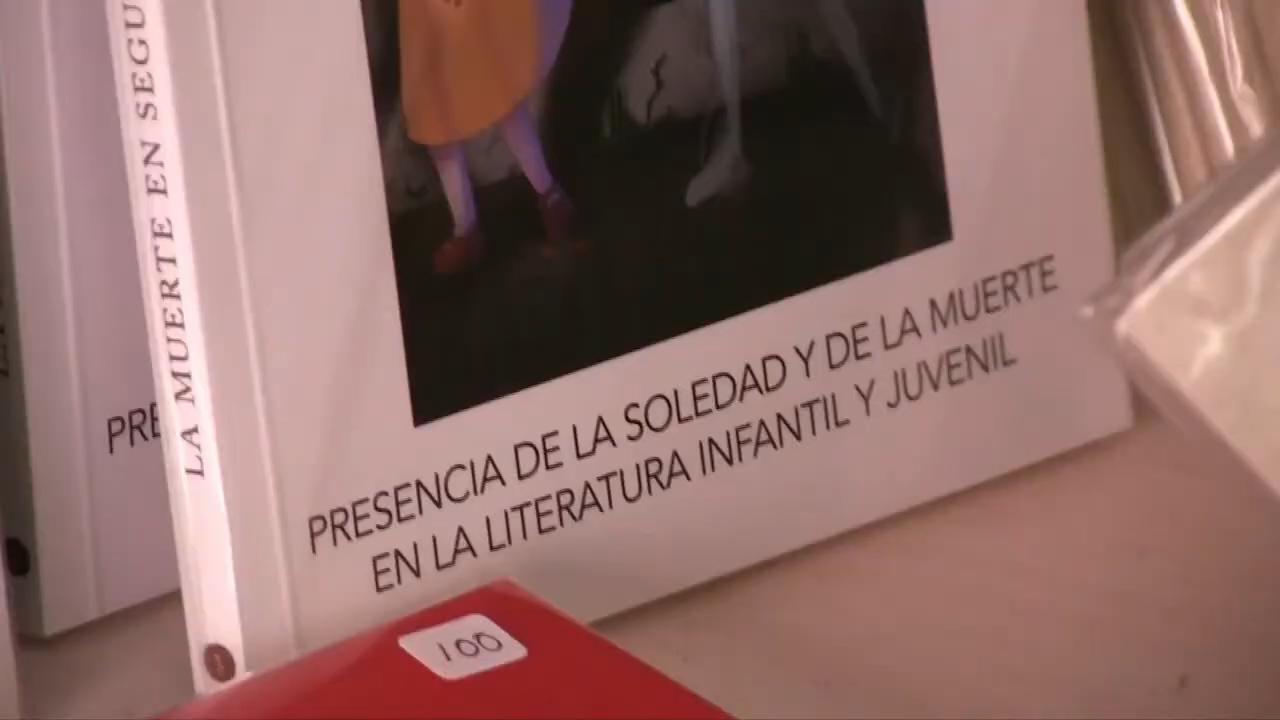 LA MUERTE EN SEGU
PRE
PRESENCIA DE LA SOLEDAD Y DE LA MUERTE
EN LA LITERATURA INFANTIL Y JUVENIL
100